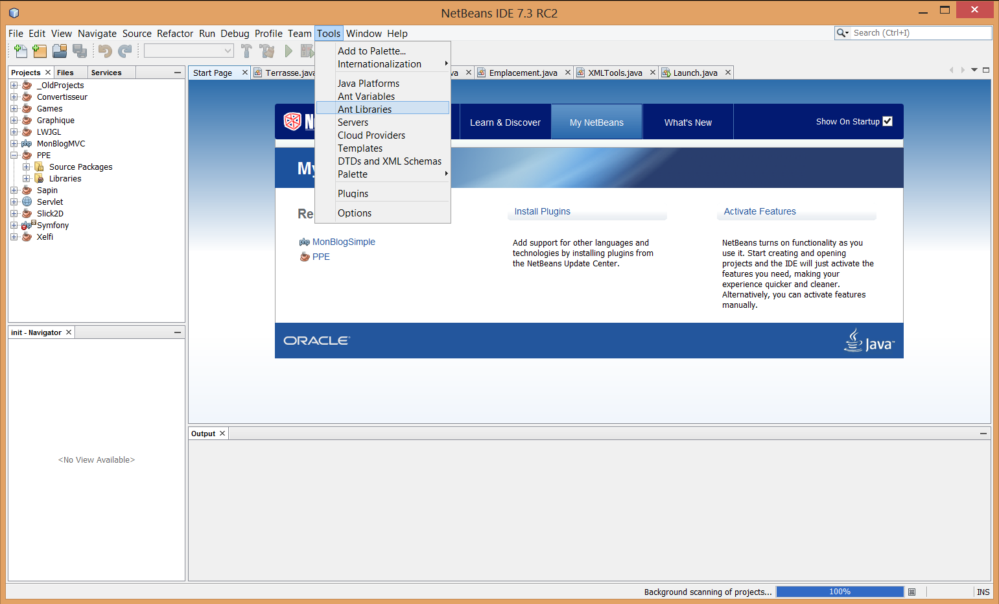 NetBeans IDE 7.3 RC2
File Edit View Navigate Source Refactor Run Debug Profile Team Tools Window Help
Search (Ctrl+I)
Projects Files Services
_OldProjects
Convertisseur
Games
Graphique
LWJGL
MonBlogMVC
PPE
Source Packages
Libraries
Sapin
Servlet
Slick2D
Symfony
Xelfi
init - Navigator
<No View Available>
Add to Palette...
Internationalization
Java Platforms
Ant Variables
Ant Libraries
Servers
Cloud Providers
Templates
DTDs and XML Schemas
Palette
Plugins
Options
Start Page Terrasse.java Emplacement.java XMLTools.java Launch.java
Learn & Discover My NetBeans What's New Show On Startup
My
Re
MonBlogSimple
PPE
Install Plugins
Add support for other languages and
technologies by installing plugins from
the NetBeans Update Center.
Activate Features
NetBeans turns on functionality as you
use it. Start creating and opening
projects and the IDE will just activate the
features you need, making your
experience quicker and cleaner.
Alternatively, you can activate features
manually.
ORACLE
Java
Output
Background scanning of projects... 100% INS